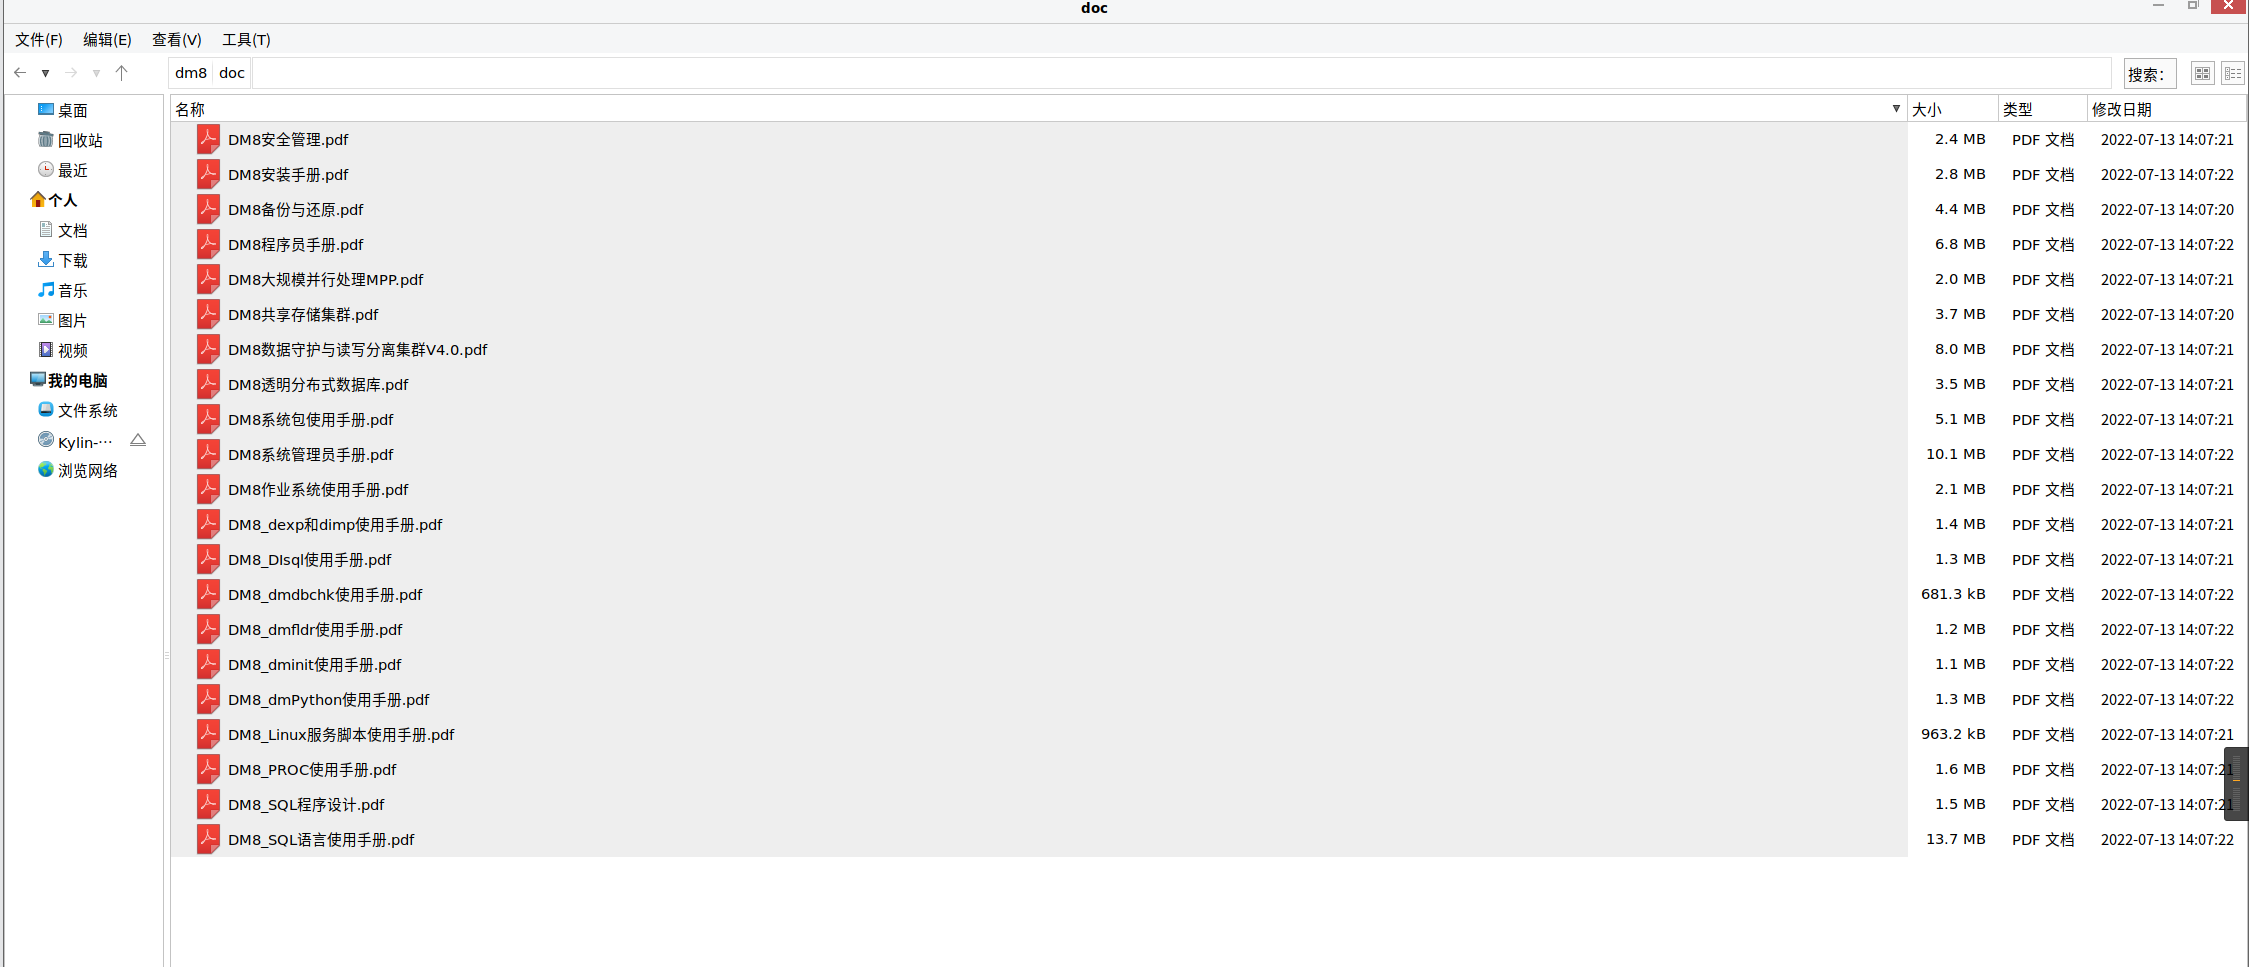 doc
文件(F) 编辑(E) 查看(V) 工具(T)
dm8 doc 搜索：
桌面
回收站
最近
个人
文档
下载
音乐
图片
视频
我的电脑
文件系统
Kylin-···
浏览网络
名称 大小 类型 修改日期
DM8安全管理.pdf 2.4 MB PDF 文档 2022-07-13 14:07:21
DM8安装手册.pdf 2.8 MB PDF 文档 2022-07-13 14:07:22
DM8备份与还原.pdf 4.4 MB PDF 文档 2022-07-13 14:07:20
DM8程序员手册.pdf 6.8 MB PDF 文档 2022-07-13 14:07:22
DM8大规模并行处理MPP.pdf 2.0 MB PDF 文档 2022-07-13 14:07:21
DM8共享存储集群.pdf 3.7 MB PDF 文档 2022-07-13 14:07:20
DM8数据守护与读写分离集群V4.0.pdf 8.0 MB PDF 文档 2022-07-13 14:07:21
DM8透明分布式数据库.pdf 3.5 MB PDF 文档 2022-07-13 14:07:21
DM8系统包使用手册.pdf 5.1 MB PDF 文档 2022-07-13 14:07:21
DM8系统管理员手册.pdf 10.1 MB PDF 文档 2022-07-13 14:07:22
DM8作业系统使用手册.pdf 2.1 MB PDF 文档 2022-07-13 14:07:21
DM8_dexp和dimp使用手册.pdf 1.4 MB PDF 文档 2022-07-13 14:07:21
DM8_DIsql使用手册.pdf 1.3 MB PDF 文档 2022-07-13 14:07:21
DM8_dmdbchk使用手册.pdf 681.3 kB PDF 文档 2022-07-13 14:07:22
DM8_dmfldr使用手册.pdf 1.2 MB PDF 文档 2022-07-13 14:07:22
DM8_dminit使用手册.pdf 1.1 MB PDF 文档 2022-07-13 14:07:22
DM8_dmPython使用手册.pdf 1.3 MB PDF 文档 2022-07-13 14:07:22
DM8_Linux服务脚本使用手册.pdf 963.2 kB PDF 文档 2022-07-13 14:07:21
DM8_PROC使用手册.pdf 1.6 MB PDF 文档 2022-07-13 14:07:21
DM8_SQL程序设计.pdf 1.5 MB PDF 文档 2022-07-13 14:07:21
DM8_SQL语言使用手册.pdf 13.7 MB PDF 文档 2022-07-13 14:07:22